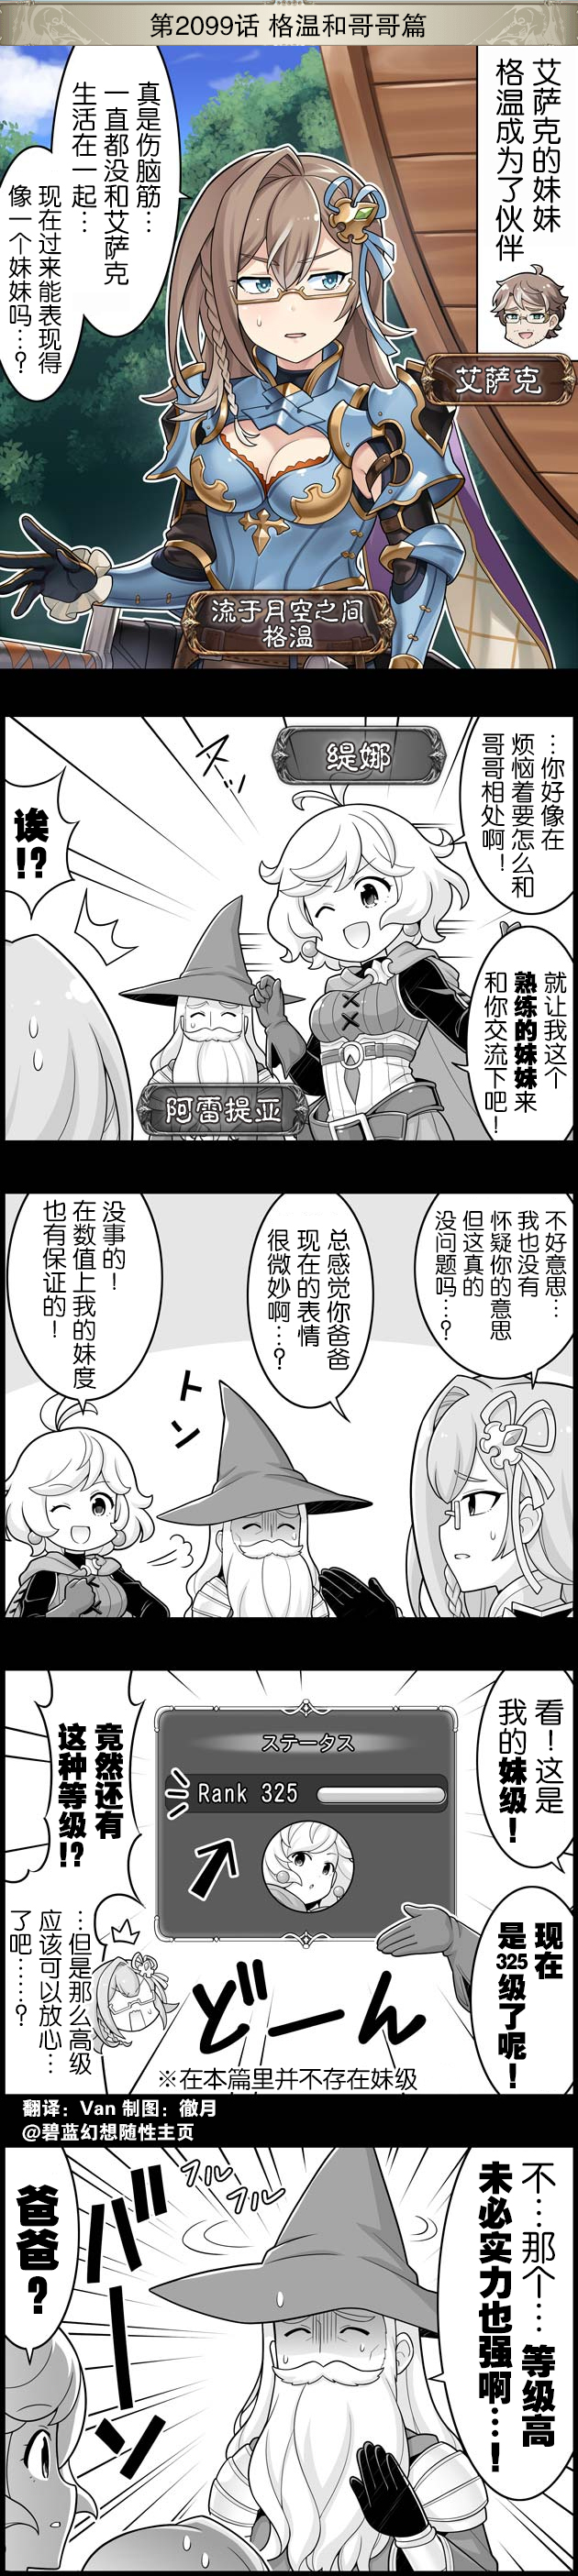 第2099话 格温和哥哥篇
艾萨克的妹妹
格温成为了伙伴
艾萨克
真是伤脑筋…
一直都没和艾萨克
生活在一起…
现在过来能表现得
像一个妹妹吗…?
流于月空之间
格温
…你好像在
烦恼着要怎么和
哥哥相处啊!
缇娜
スッ
诶!?
就让我这个
熟练的妹妹来
和你交流下吧!
阿雷提亚
不好意思…
我也没有
怀疑你的意思
但这真的
没问题吗…?
总感觉你爸爸
现在的表情
很微妙啊…?
没事的!
在数值上我的妹度
也有保证的!
トン
看!这是
我的妹级!
ステータス
Rank 325
竟然还有
这种等级!?
现在
是325级了呢!
…但是那么高级
应该可以放心…
了吧……?
どーん
※在本篇里并不存在妹级
翻译：Van 制图：徹月
@碧蓝幻想随性主页
不…那个…等级高
未必实力也强啊…!
フルフル
爸爸?
ババーン